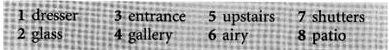 1 dresser 3 entrance 5 upstairs 7 shutters
2 glass 4 gallery 6 airy 8 patio